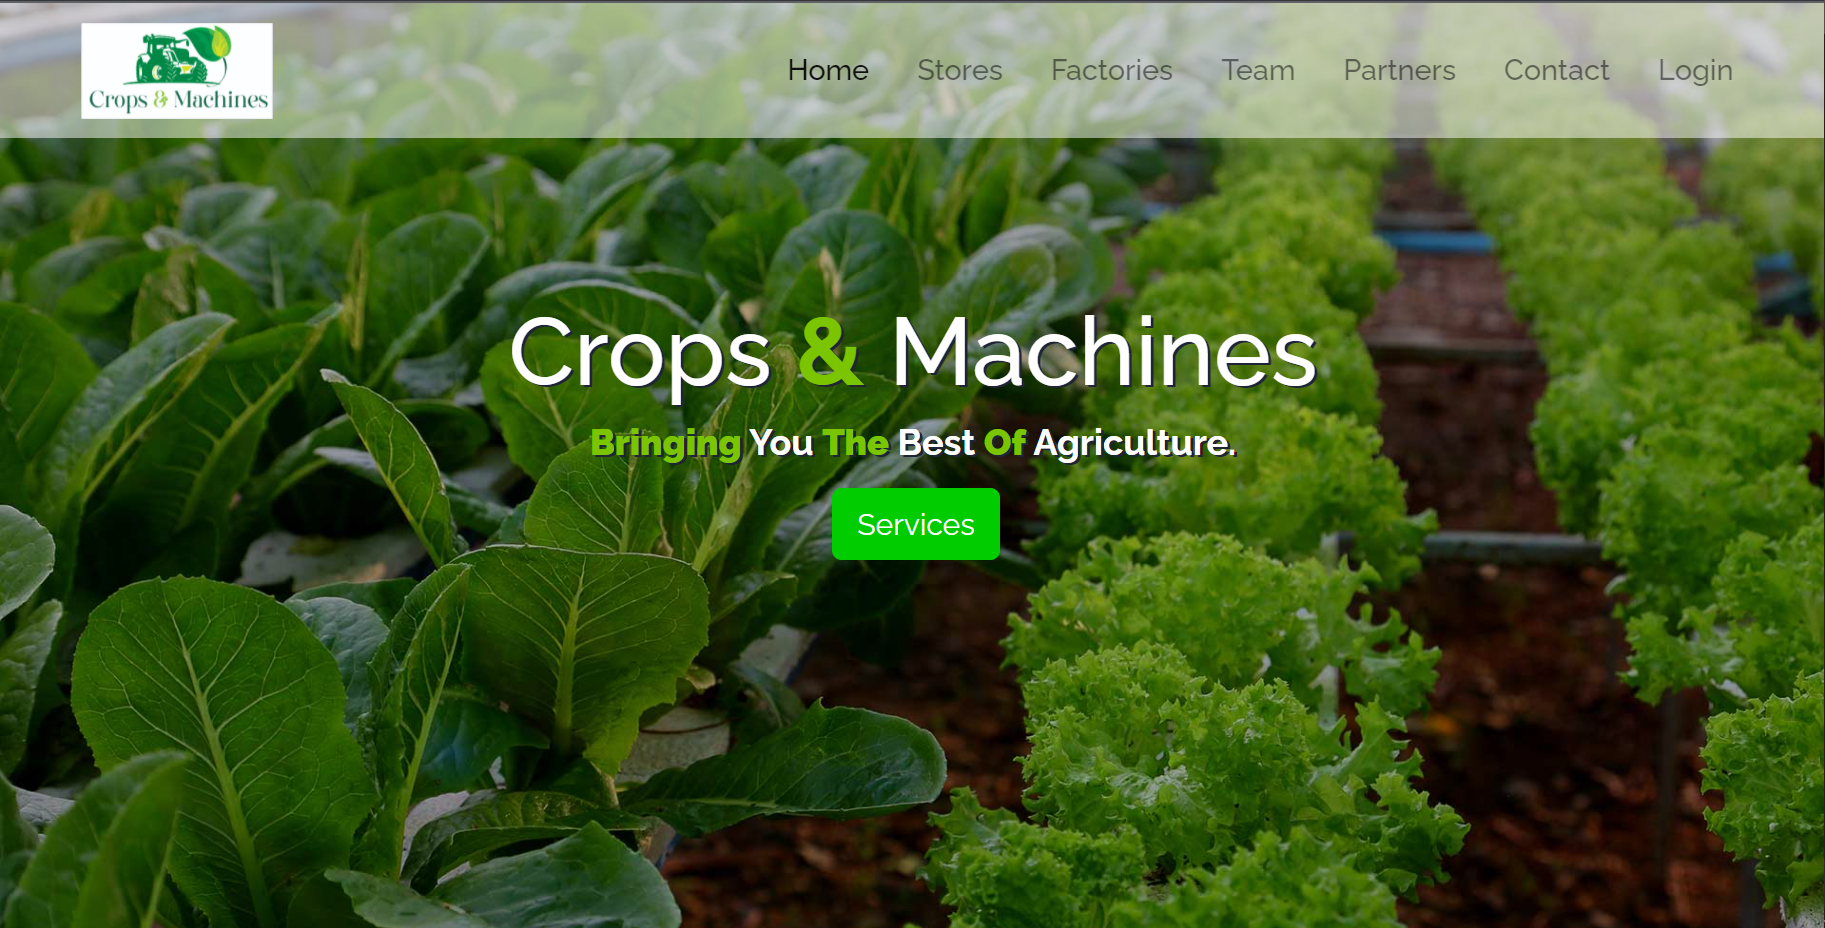 Crops & Machines
Home Stores Factories Team Partners Contact Login
Crops & Machines
Bringing You The Best Of Agriculture.
Services